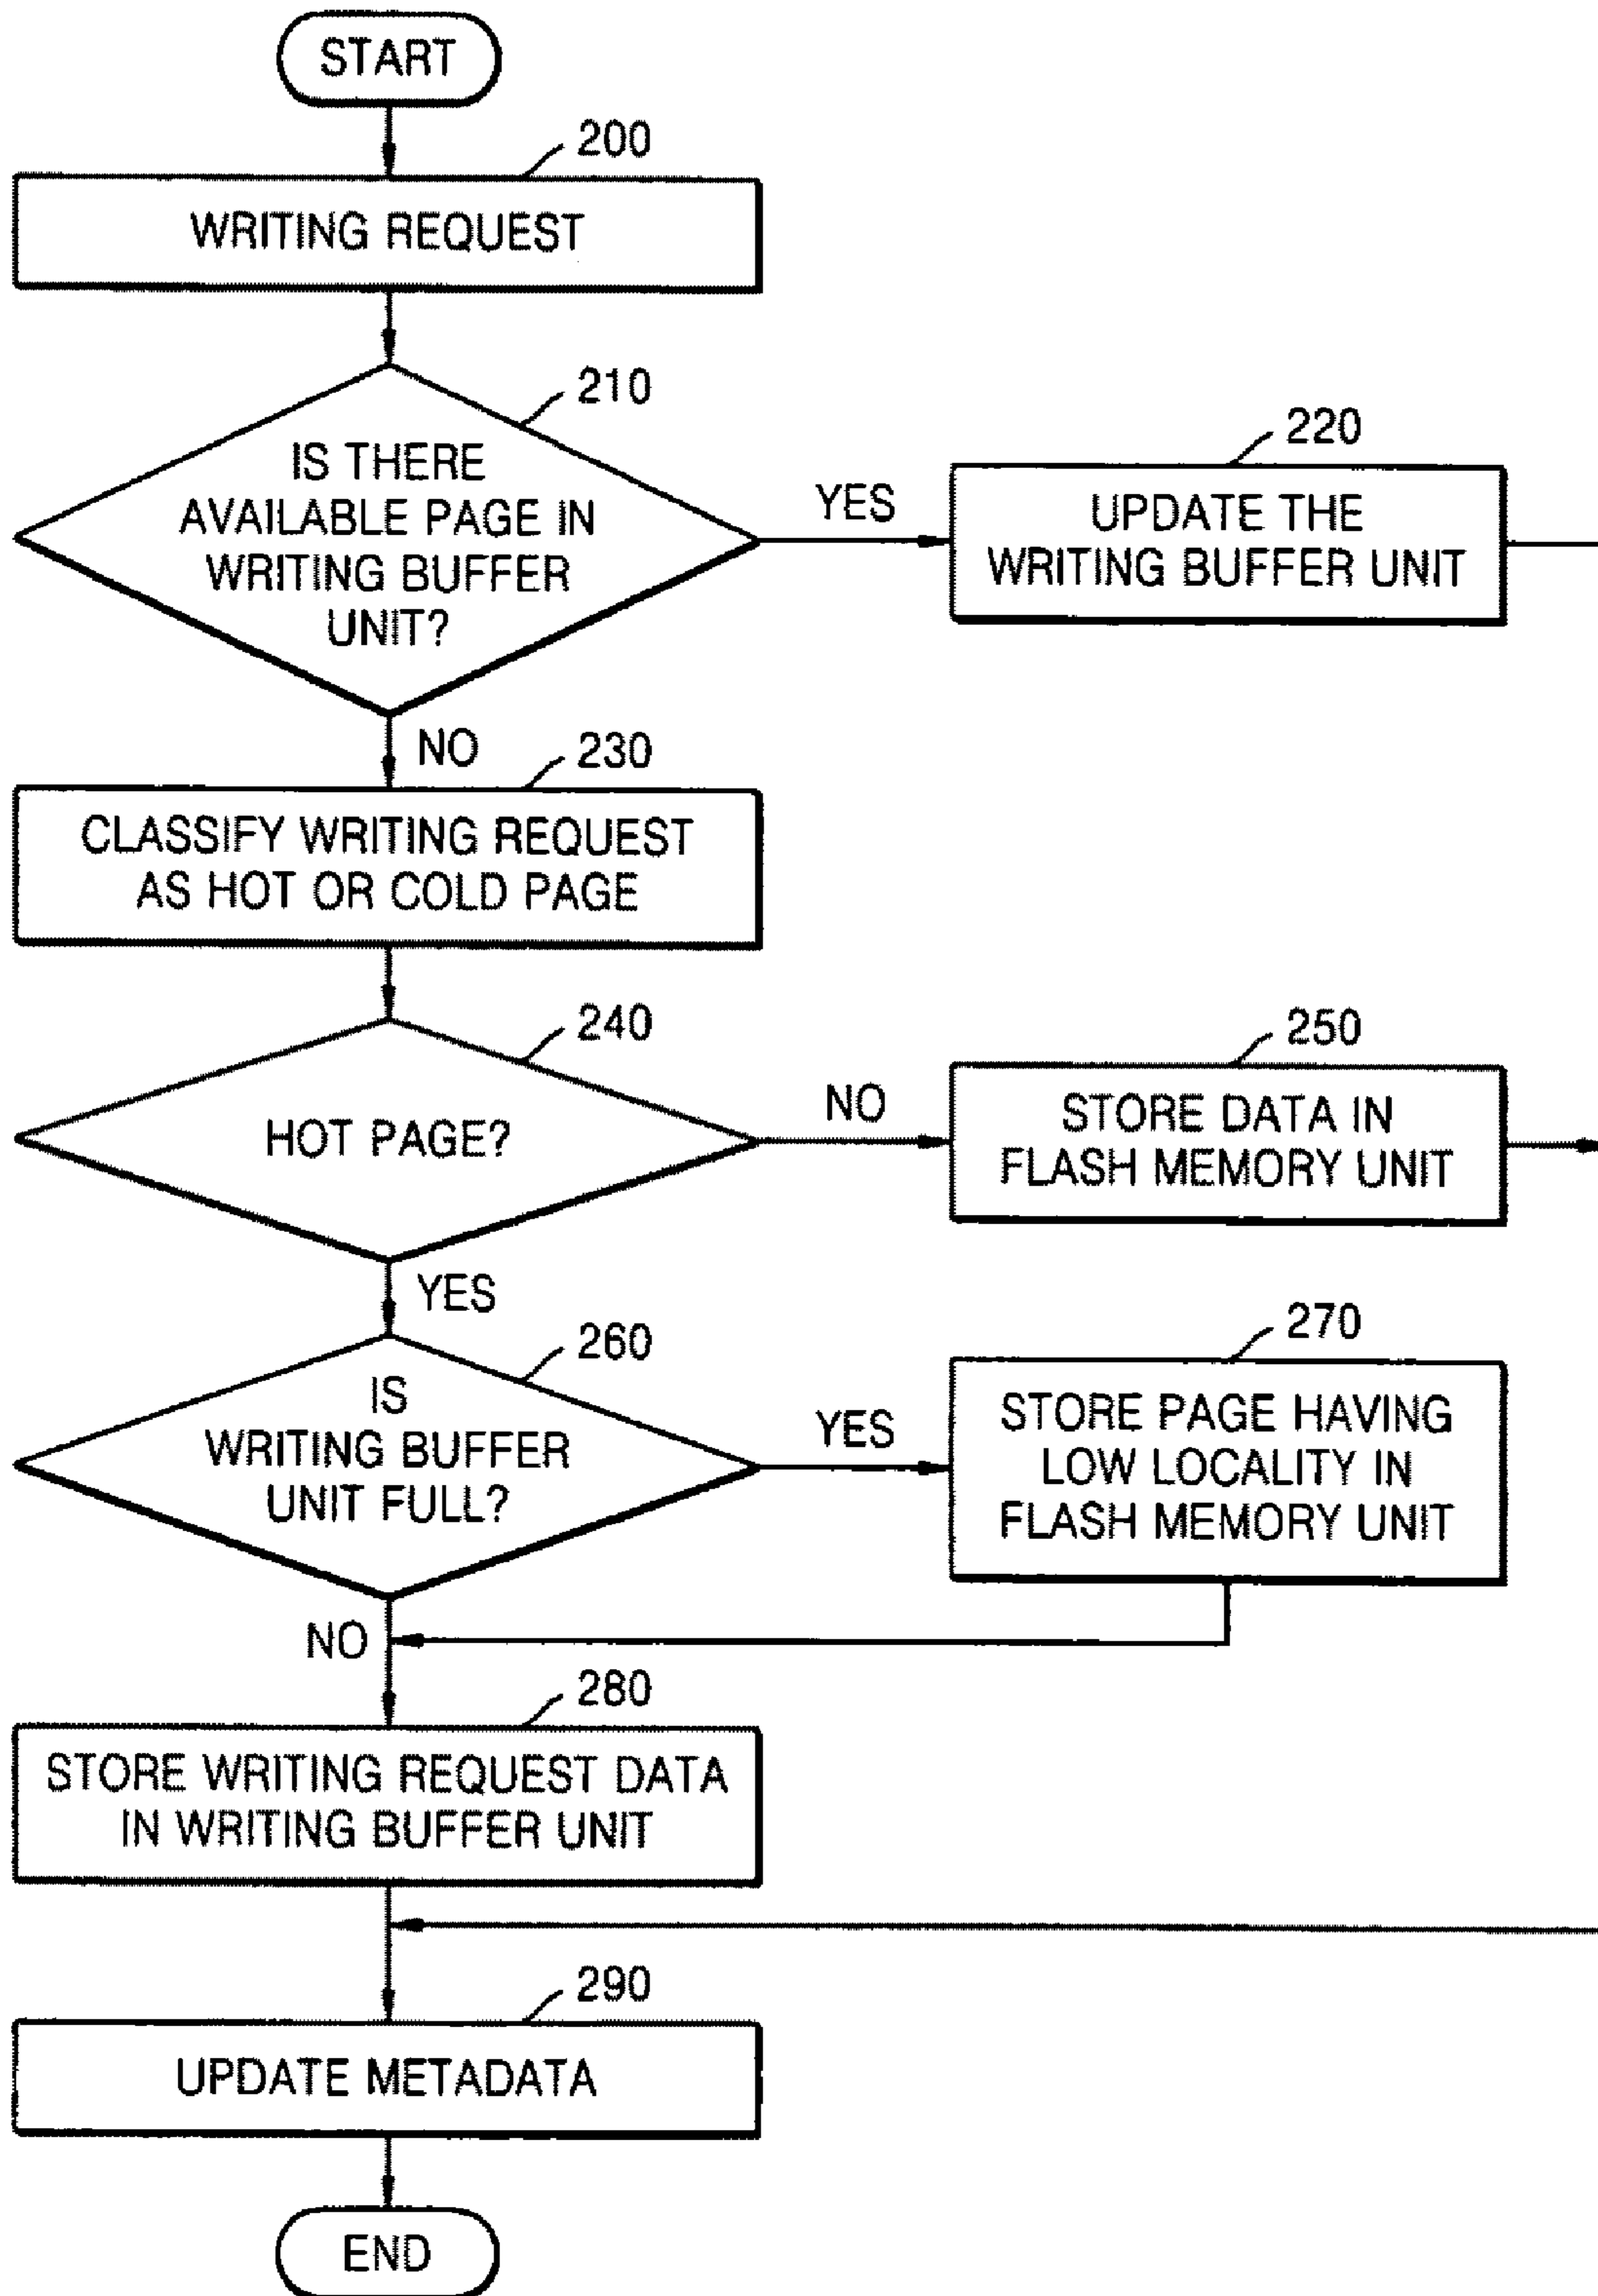 START
200
WRITING REQUEST
210
IS THERE
AVAILABLE PAGE IN
WRITING BUFFER
UNIT?
YES
220
UPDATE THE
WRITING BUFFER UNIT
NO
230
CLASSIFY WRITING REQUEST
AS HOT OR COLD PAGE
240
HOT PAGE?
NO
250
STORE DATA IN
FLASH MEMORY UNIT
YES
260
IS
WRITING BUFFER
UNIT FULL?
YES
270
STORE PAGE HAVING
LOW LOCALITY IN
FLASH MEMORY UNIT
NO
280
STORE WRITING REQUEST DATA
IN WRITING BUFFER UNIT
290
UPDATE METADATA
END